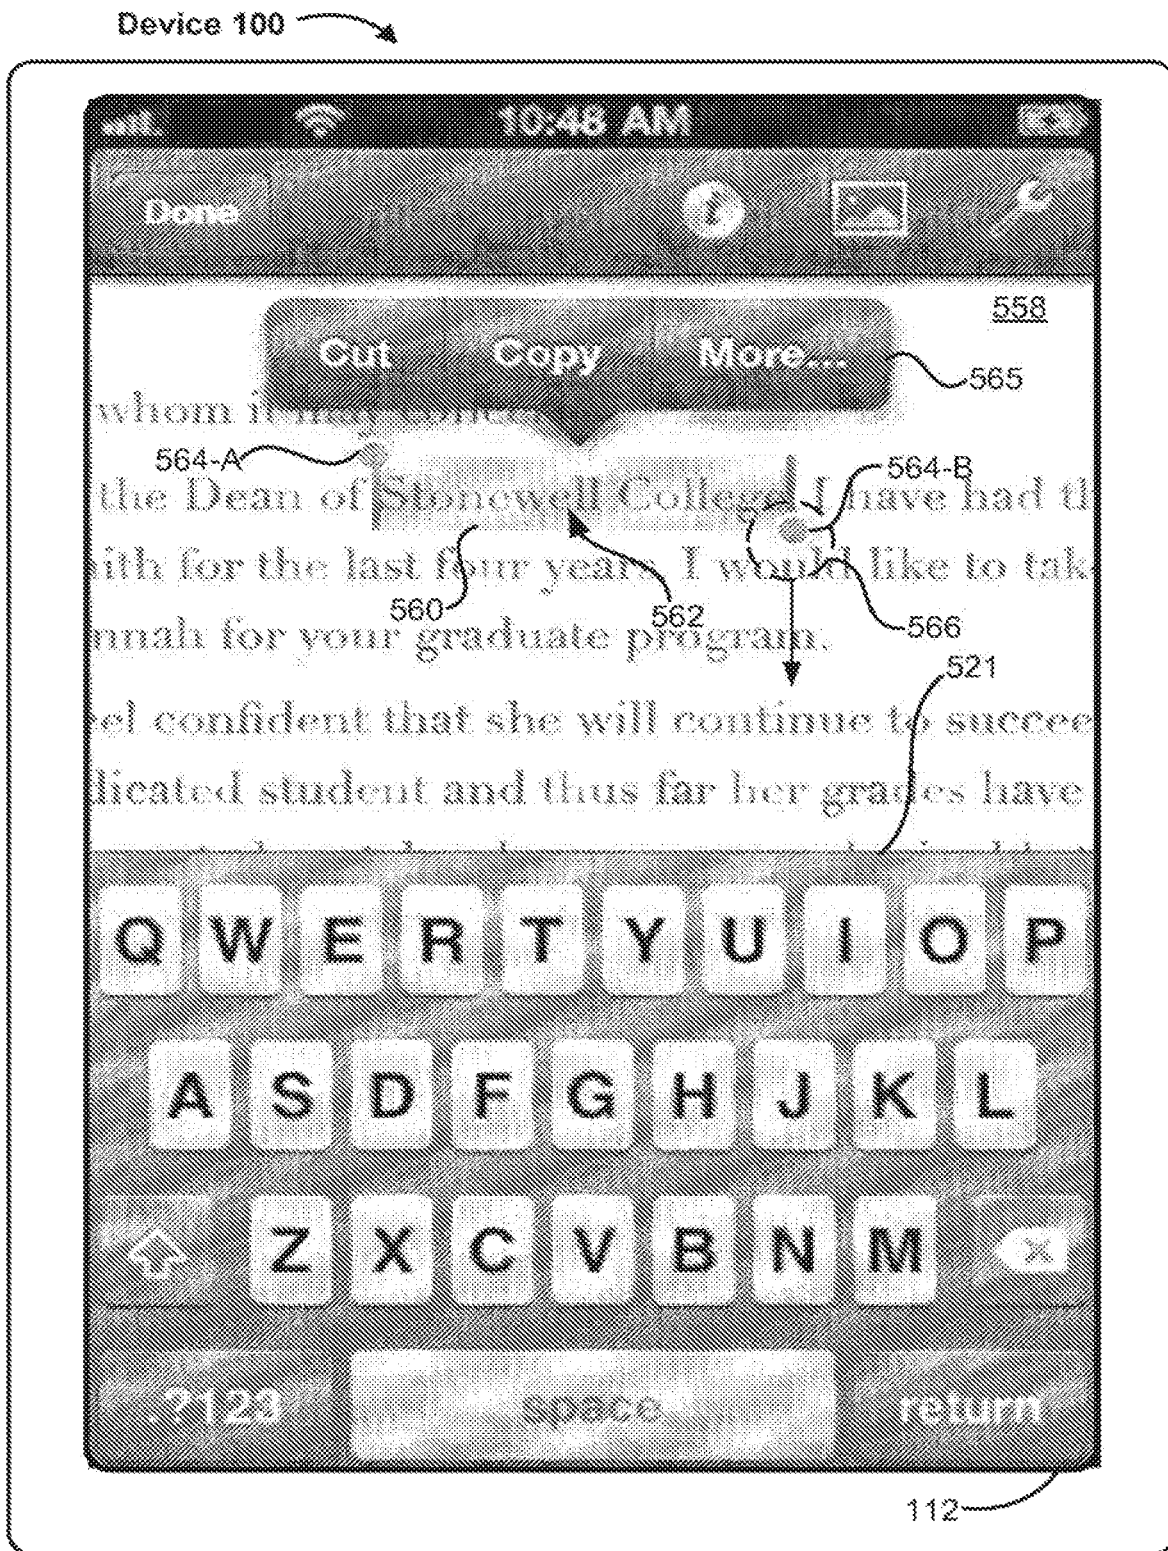 Device 100
10:48 AM
Done
558
Cut Copy More...
565
whom it may
564-A
564-B
the Dean of Stonewell College I have had th
ith for the last four years. I would like to tak
560
562
566
nnah for your graduate program.
521
eel confident that she will continue to succee
dicated student and thus far her grades have
Q W E R T Y U I O P
A S D F G H J K L
Z X C V B N M
.?123 space return
112